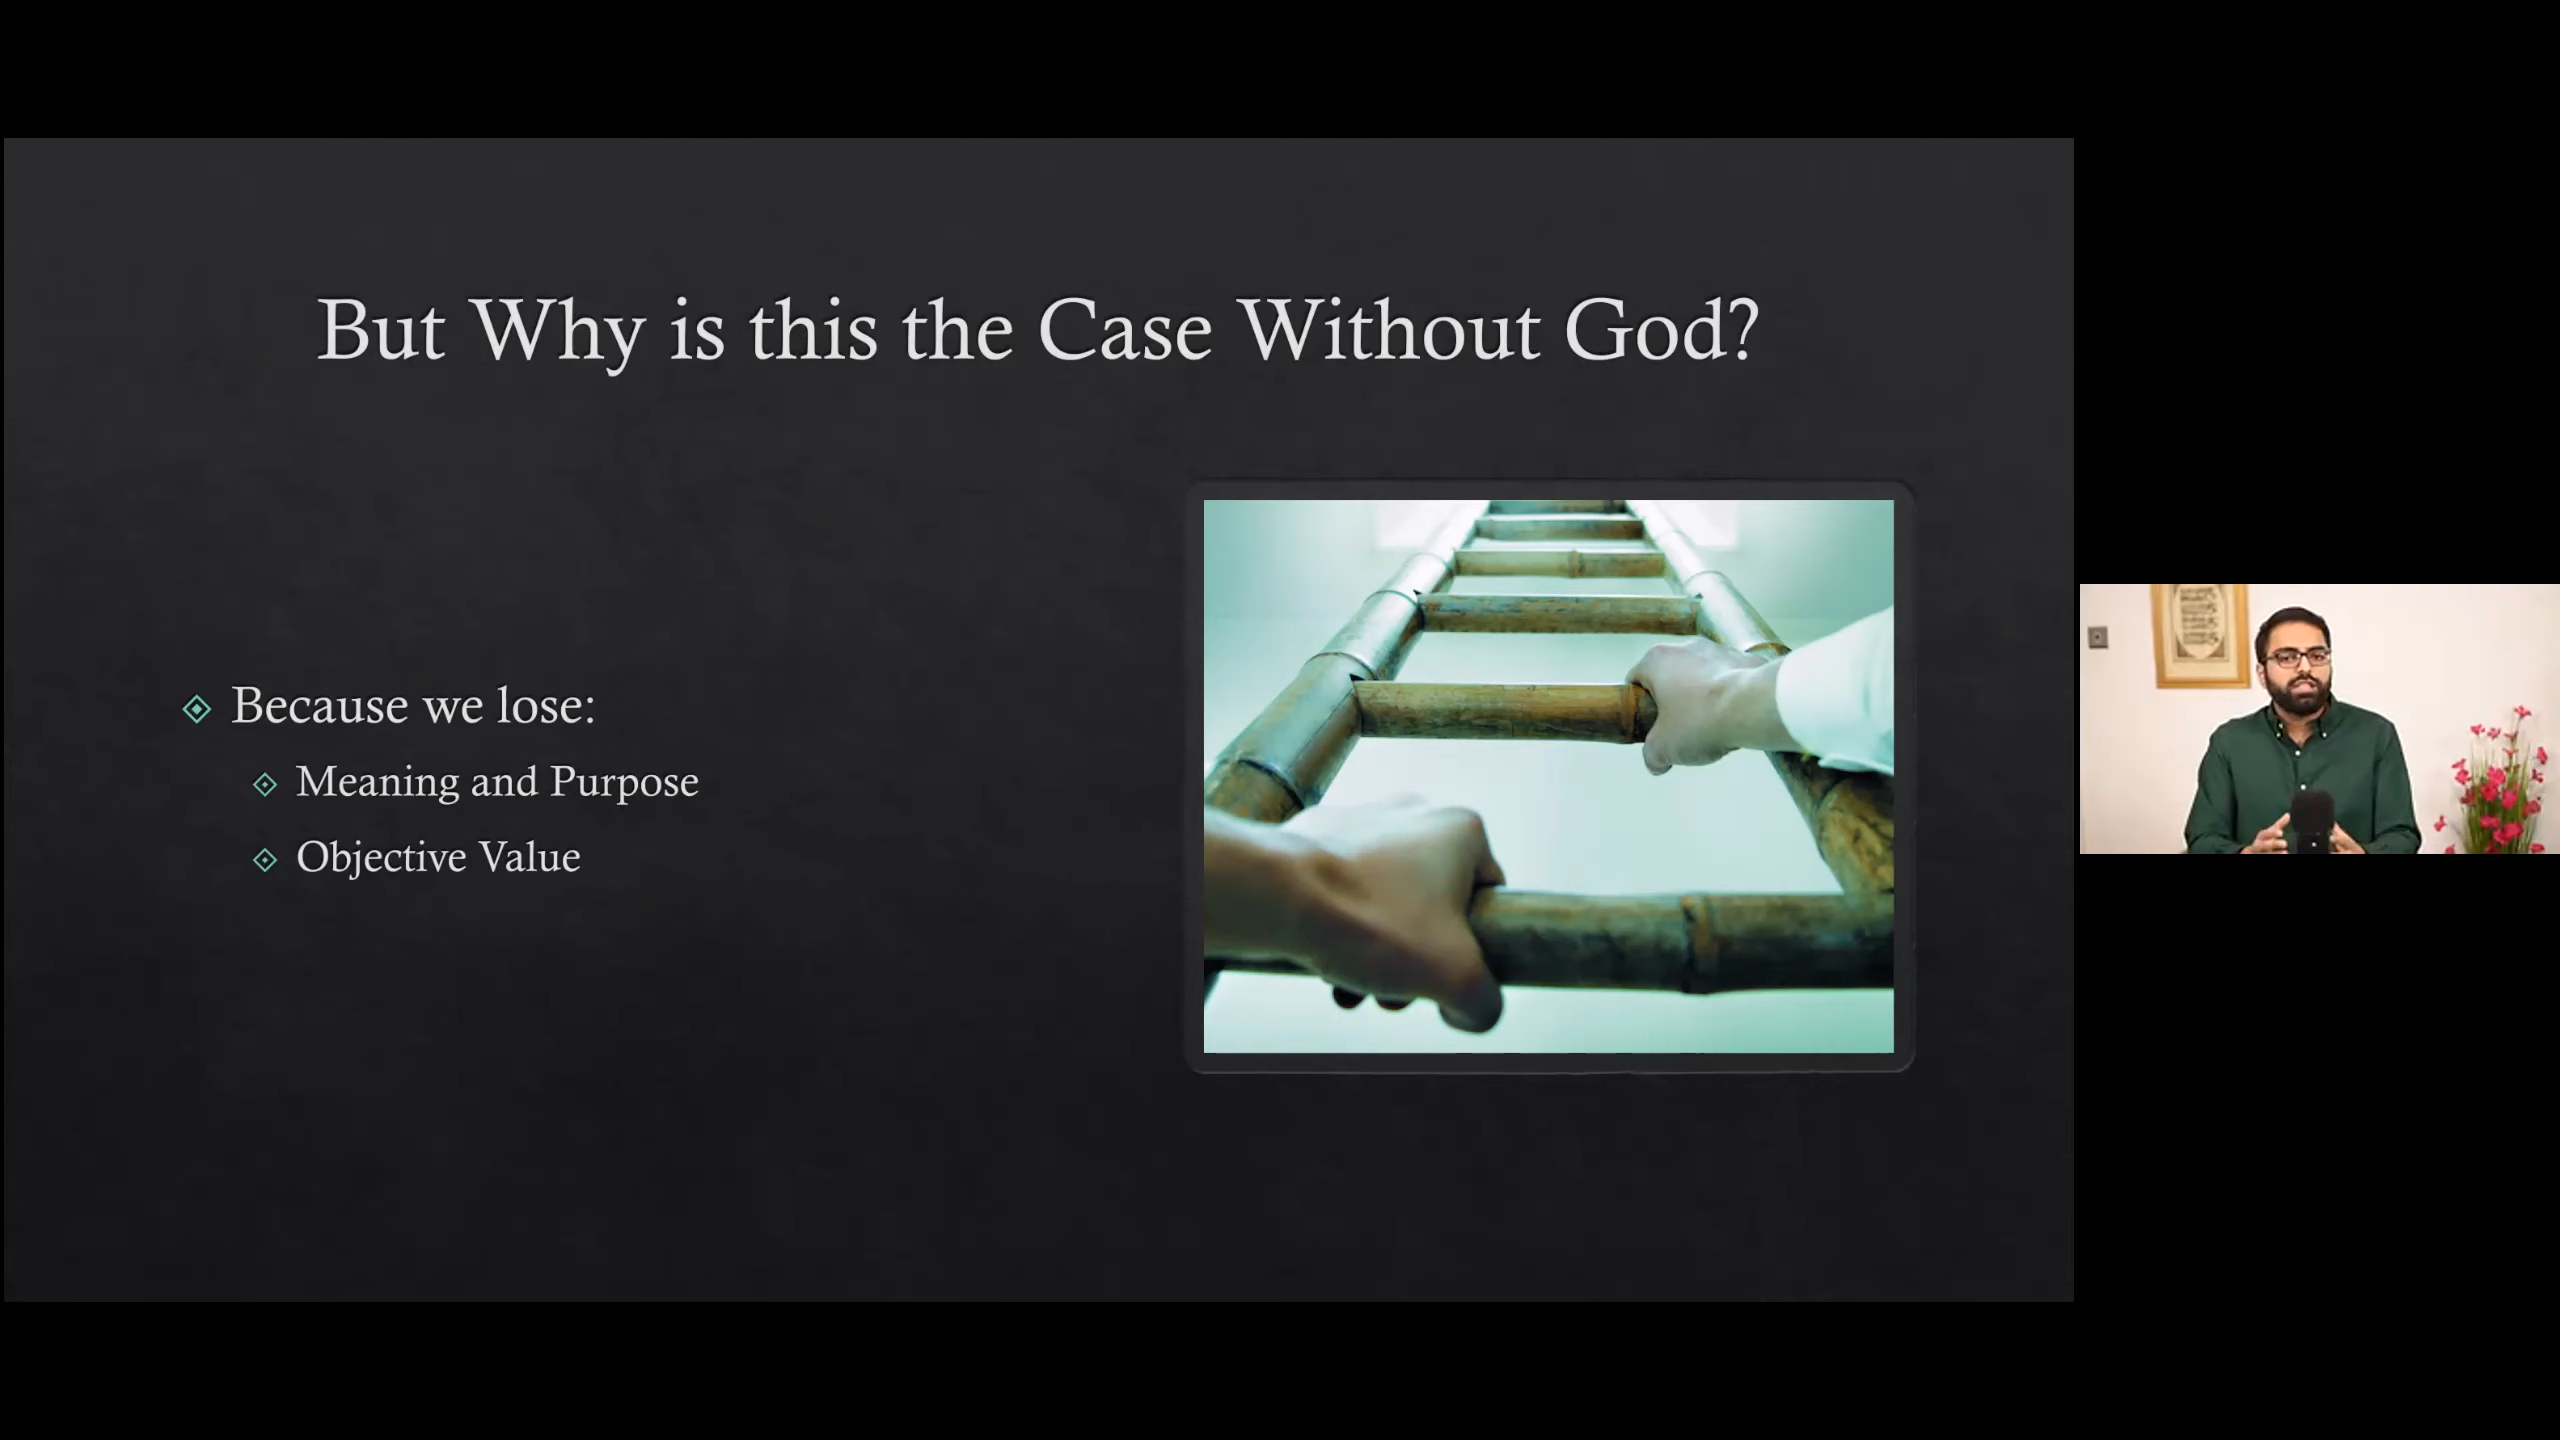 But Why is this the Case Without God?
Because we lose:
Meaning and Purpose
Objective Value